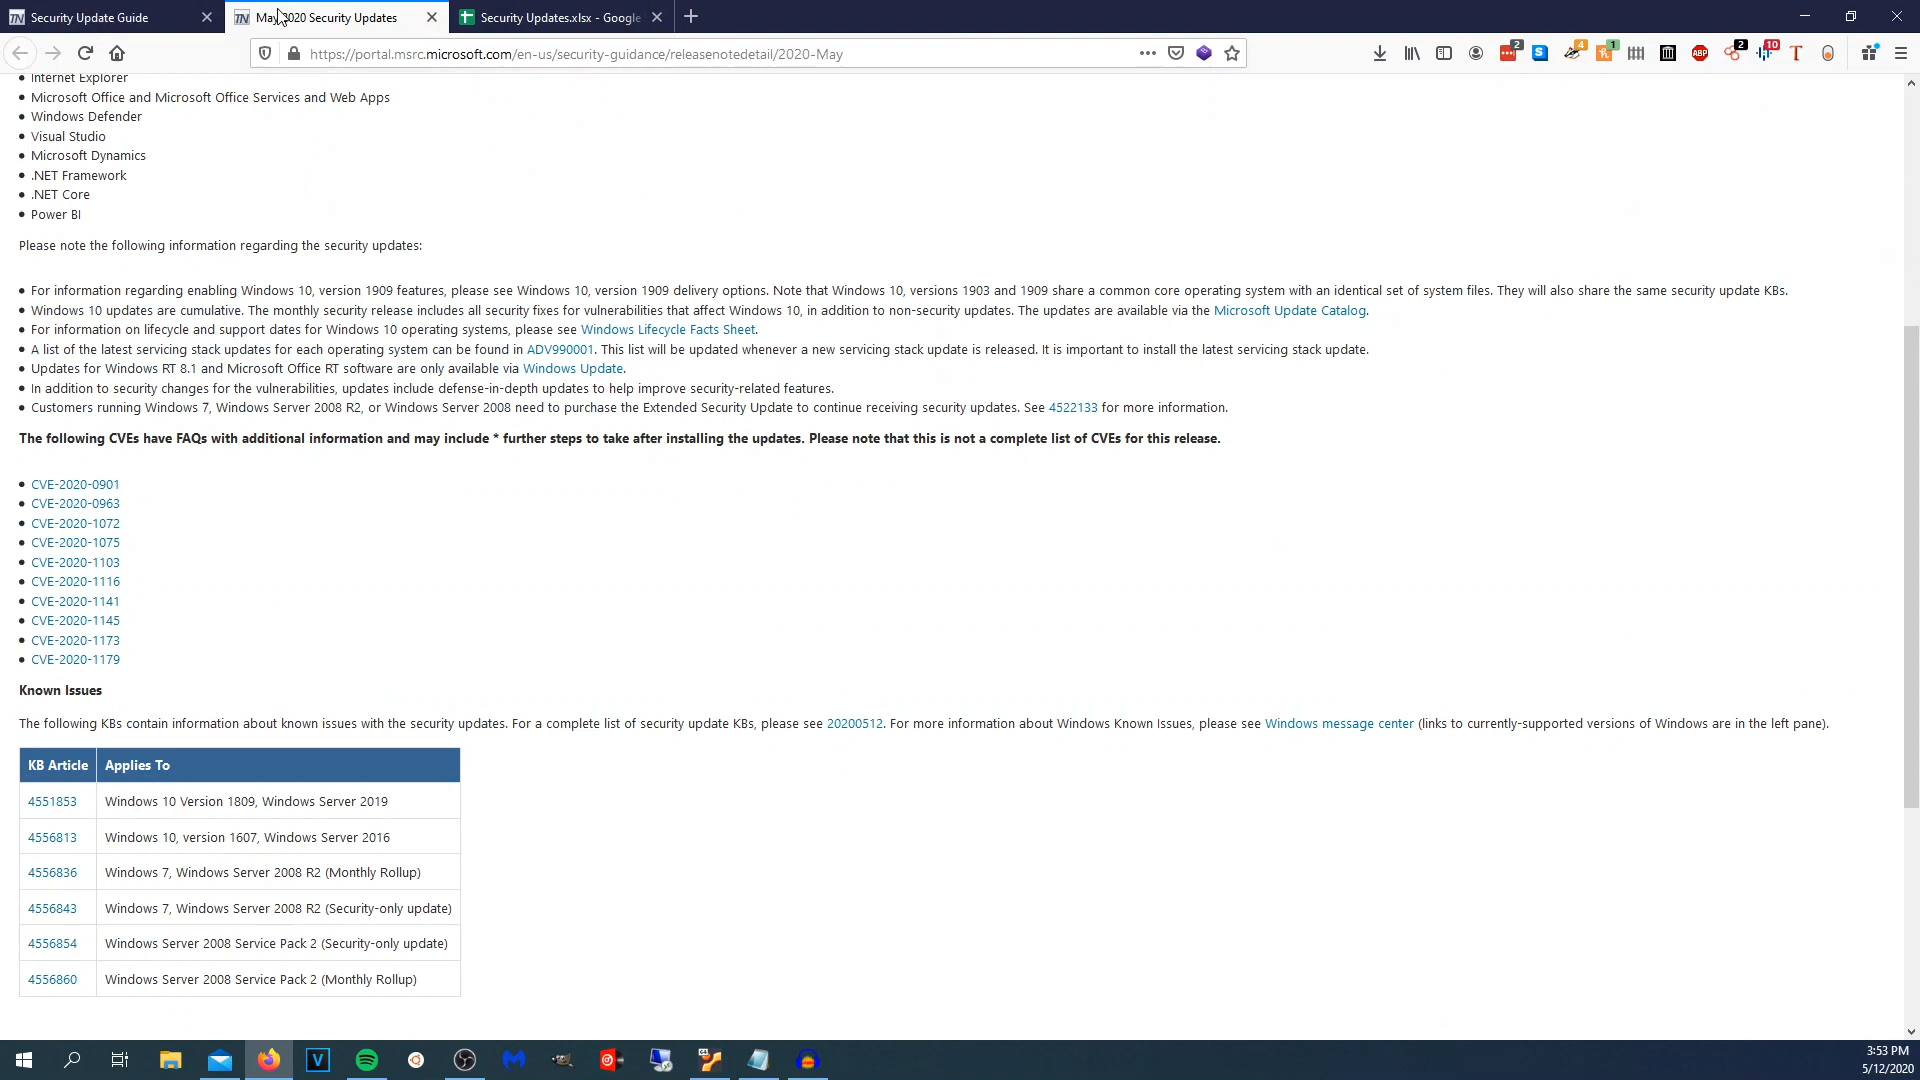 Security Update Guide
May 2020 Security Updates
Security Updates.xlsx - Google
https://portal.msrc.microsoft.com/en-us/security-guidance/releasenotedetail/2020-May
2
4
1
ABP
2
10
Internet Explorer
• Microsoft Office and Microsoft Office Services and Web Apps
• Windows Defender
• Visual Studio
• Microsoft Dynamics
• .NET Framework
• .NET Core
• Power BI
Please note the following information regarding the security updates:
• For information regarding enabling Windows 10, version 1909 features, please see Windows 10, version 1909 delivery options. Note that Windows 10, versions 1903 and 1909 share a common core operating system with an identical set of system files. They will also share the same security update KBs.
• Windows 10 updates are cumulative. The monthly security release includes all security fixes for vulnerabilities that affect Windows 10, in addition to non-security updates. The updates are available via the Microsoft Update Catalog.
• For information on lifecycle and support dates for Windows 10 operating systems, please see Windows Lifecycle Facts Sheet.
• A list of the latest servicing stack updates for each operating system can be found in ADV990001. This list will be updated whenever a new servicing stack update is released. It is important to install the latest servicing stack update.
• Updates for Windows RT 8.1 and Microsoft Office RT software are only available via Windows Update.
• In addition to security changes for the vulnerabilities, updates include defense-in-depth updates to help improve security-related features.
• Customers running Windows 7, Windows Server 2008 R2, or Windows Server 2008 need to purchase the Extended Security Update to continue receiving security updates. See 4522133 for more information.
The following CVEs have FAQs with additional information and may include * further steps to take after installing the updates. Please note that this is not a complete list of CVEs for this release.
• CVE-2020-0901
• CVE-2020-0963
• CVE-2020-1072
• CVE-2020-1075
• CVE-2020-1103
• CVE-2020-1116
• CVE-2020-1141
• CVE-2020-1145
• CVE-2020-1173
• CVE-2020-1179
Known Issues
The following KBs contain information about known issues with the security updates. For a complete list of security update KBs, please see 20200512. For more information about Windows Known Issues, please see Windows message center (links to currently-supported versions of Windows are in the left pane).
KB Article Applies To
4551853 Windows 10 Version 1809, Windows Server 2019
4556813 Windows 10, version 1607, Windows Server 2016
4556836 Windows 7, Windows Server 2008 R2 (Monthly Rollup)
4556843 Windows 7, Windows Server 2008 R2 (Security-only update)
4556854 Windows Server 2008 Service Pack 2 (Security-only update)
4556860 Windows Server 2008 Service Pack 2 (Monthly Rollup)
3:53 PM
5/12/2020